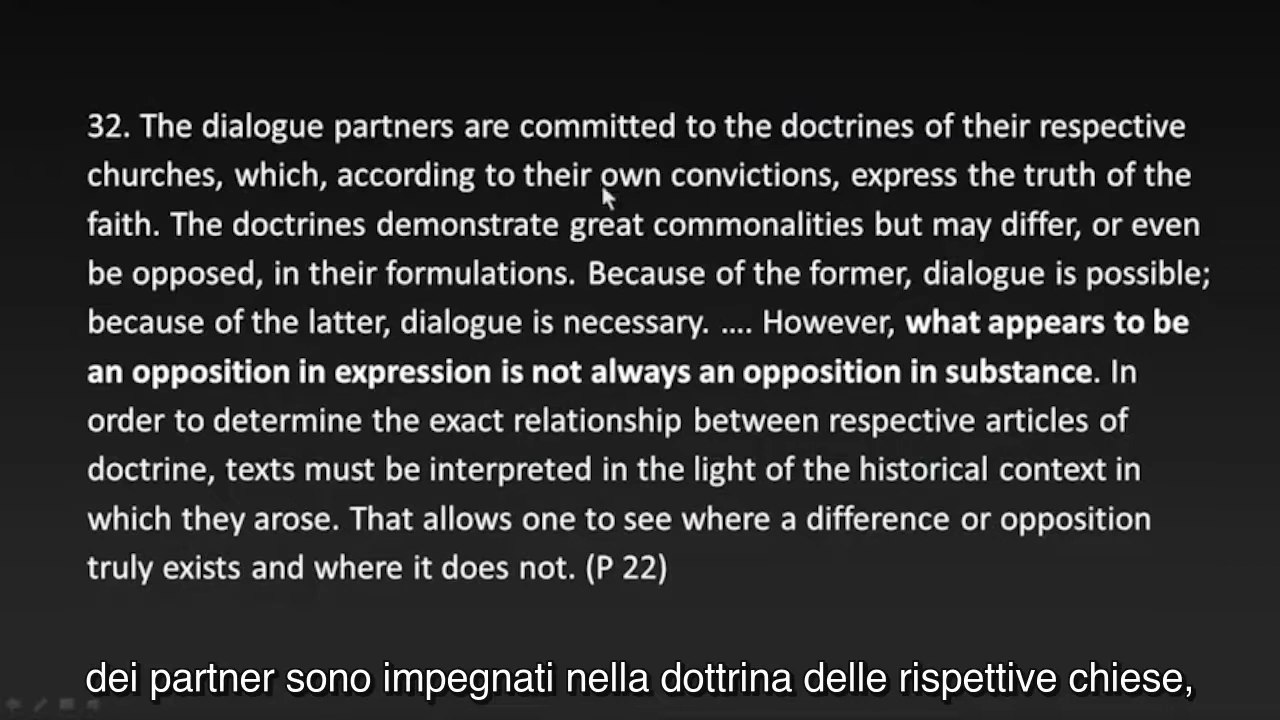 32. The dialogue partners are committed to the doctrines of their respective
churches, which, according to their own convictions, express the truth of the
faith. The doctrines demonstrate great commonalities but may differ, or even
be opposed, in their formulations. Because of the former, dialogue is possible;
because of the latter, dialogue is necessary. .... However, what appears to be
an opposition in expression is not always an opposition in substance. In
order to determine the exact relationship between respective articles of
doctrine, texts must be interpreted in the light of the historical context in
which they arose. That allows one to see where a difference or opposition
truly exists and where it does not. (P 22)
dei partner sono impegnati nella dottrina delle rispettive chiese,